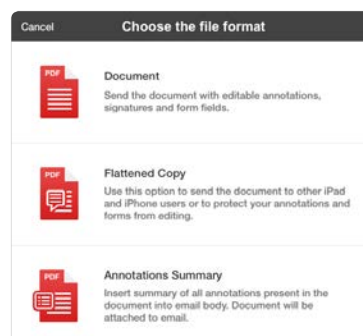 Cancel Choose the file format
PDF
Document
Send the document with editable annotations,
signatures and form fields.
PDF
Flattened Copy
Use this option to send the document to other iPad
and iPhone users or to protect your annotations and
forms from editing.
PDF
Annotations Summary
Insert summary of all annotations present in the
document into email body. Document will be
attached to email.